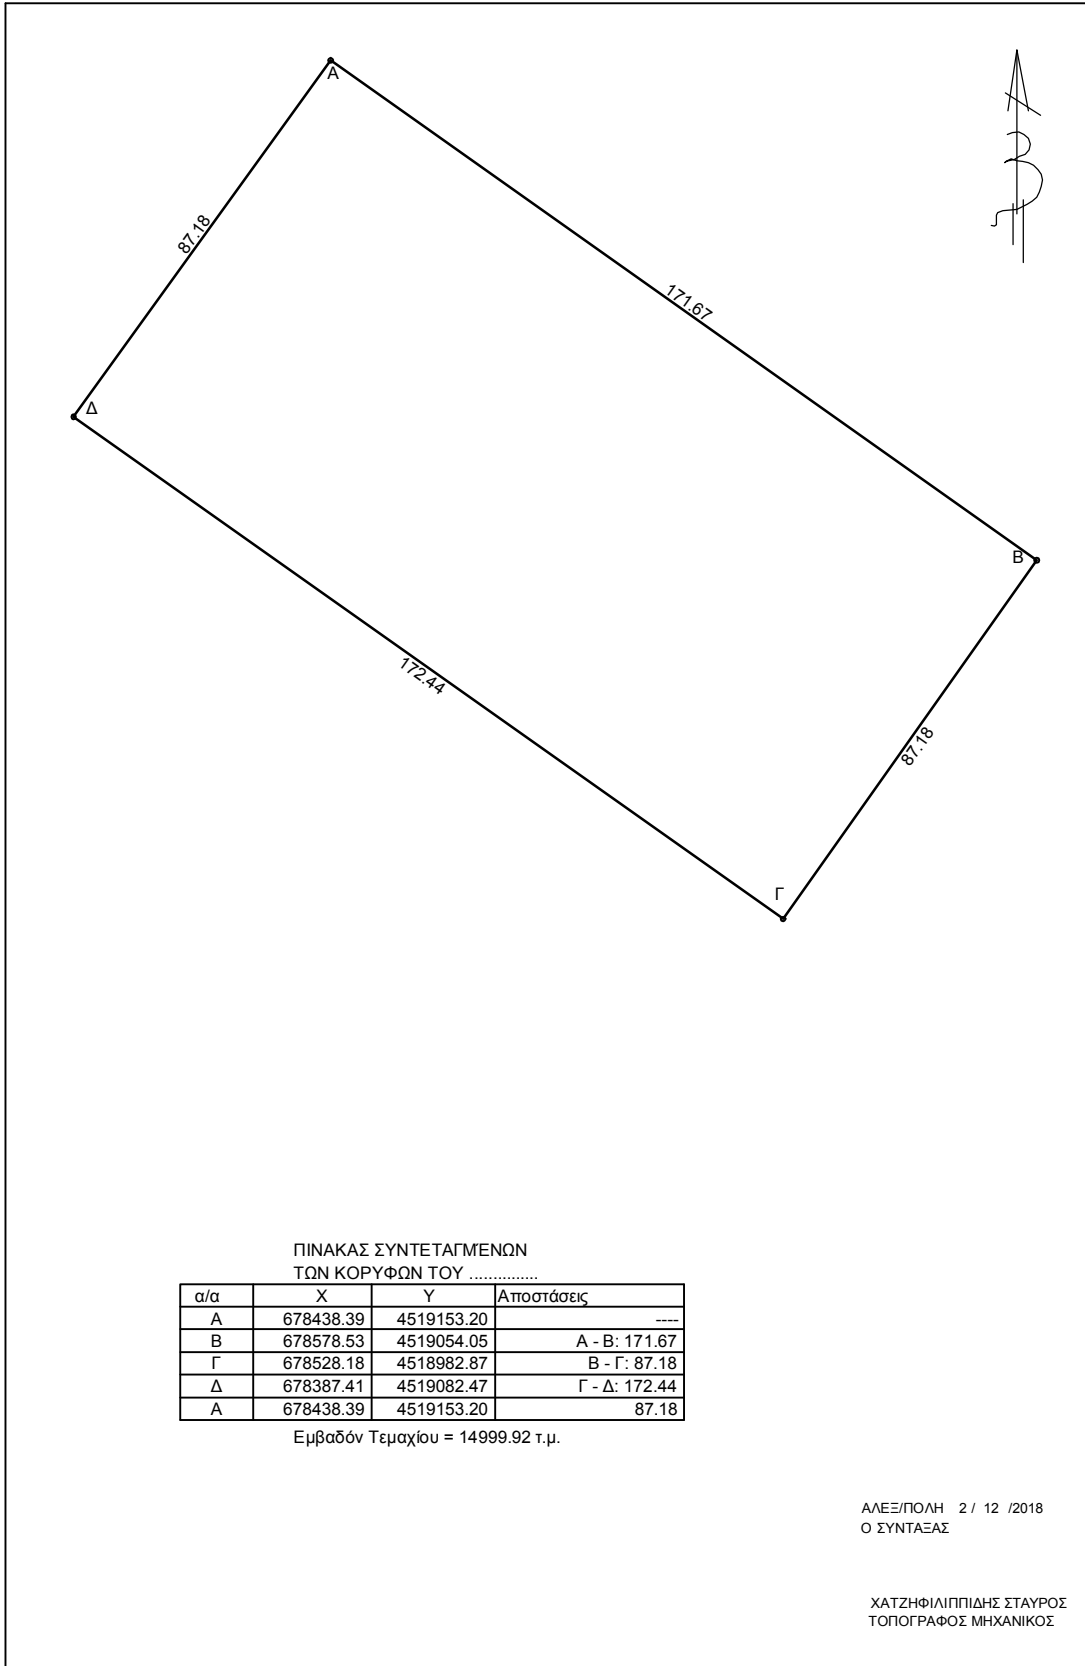 Α
87.18
171.67
Δ
Β
172.44
87.18
Γ
ΠΙΝΑΚΑΣ ΣΥΝΤΕΤΑΓΜΈΝΩΝ
ΤΩΝ ΚΟΡΥΦΩΝ ΤΟΥ ..............
α/α Χ Υ Αποστάσεις
Α 678438.39 4519153.20 ----
Β 678578.53 4519054.05 Α - Β: 171.67
Γ 678528.18 4518982.87 Β - Γ: 87.18
Δ 678387.41 4519082.47 Γ - Δ: 172.44
Α 678438.39 4519153.20 87.18
Εμβαδόν Τεμαχίου = 14999.92 τ.μ.
ΑΛΕΞ/ΠΟΛΗ 2 / 12 /2018
Ο ΣΥΝΤΑΞΑΣ
ΧΑΤΖΗΦΙΛΙΠΠΙΔΗΣ ΣΤΑΥΡΟΣ
ΤΟΠΟΓΡΑΦΟΣ ΜΗΧΑΝΙΚΟΣ